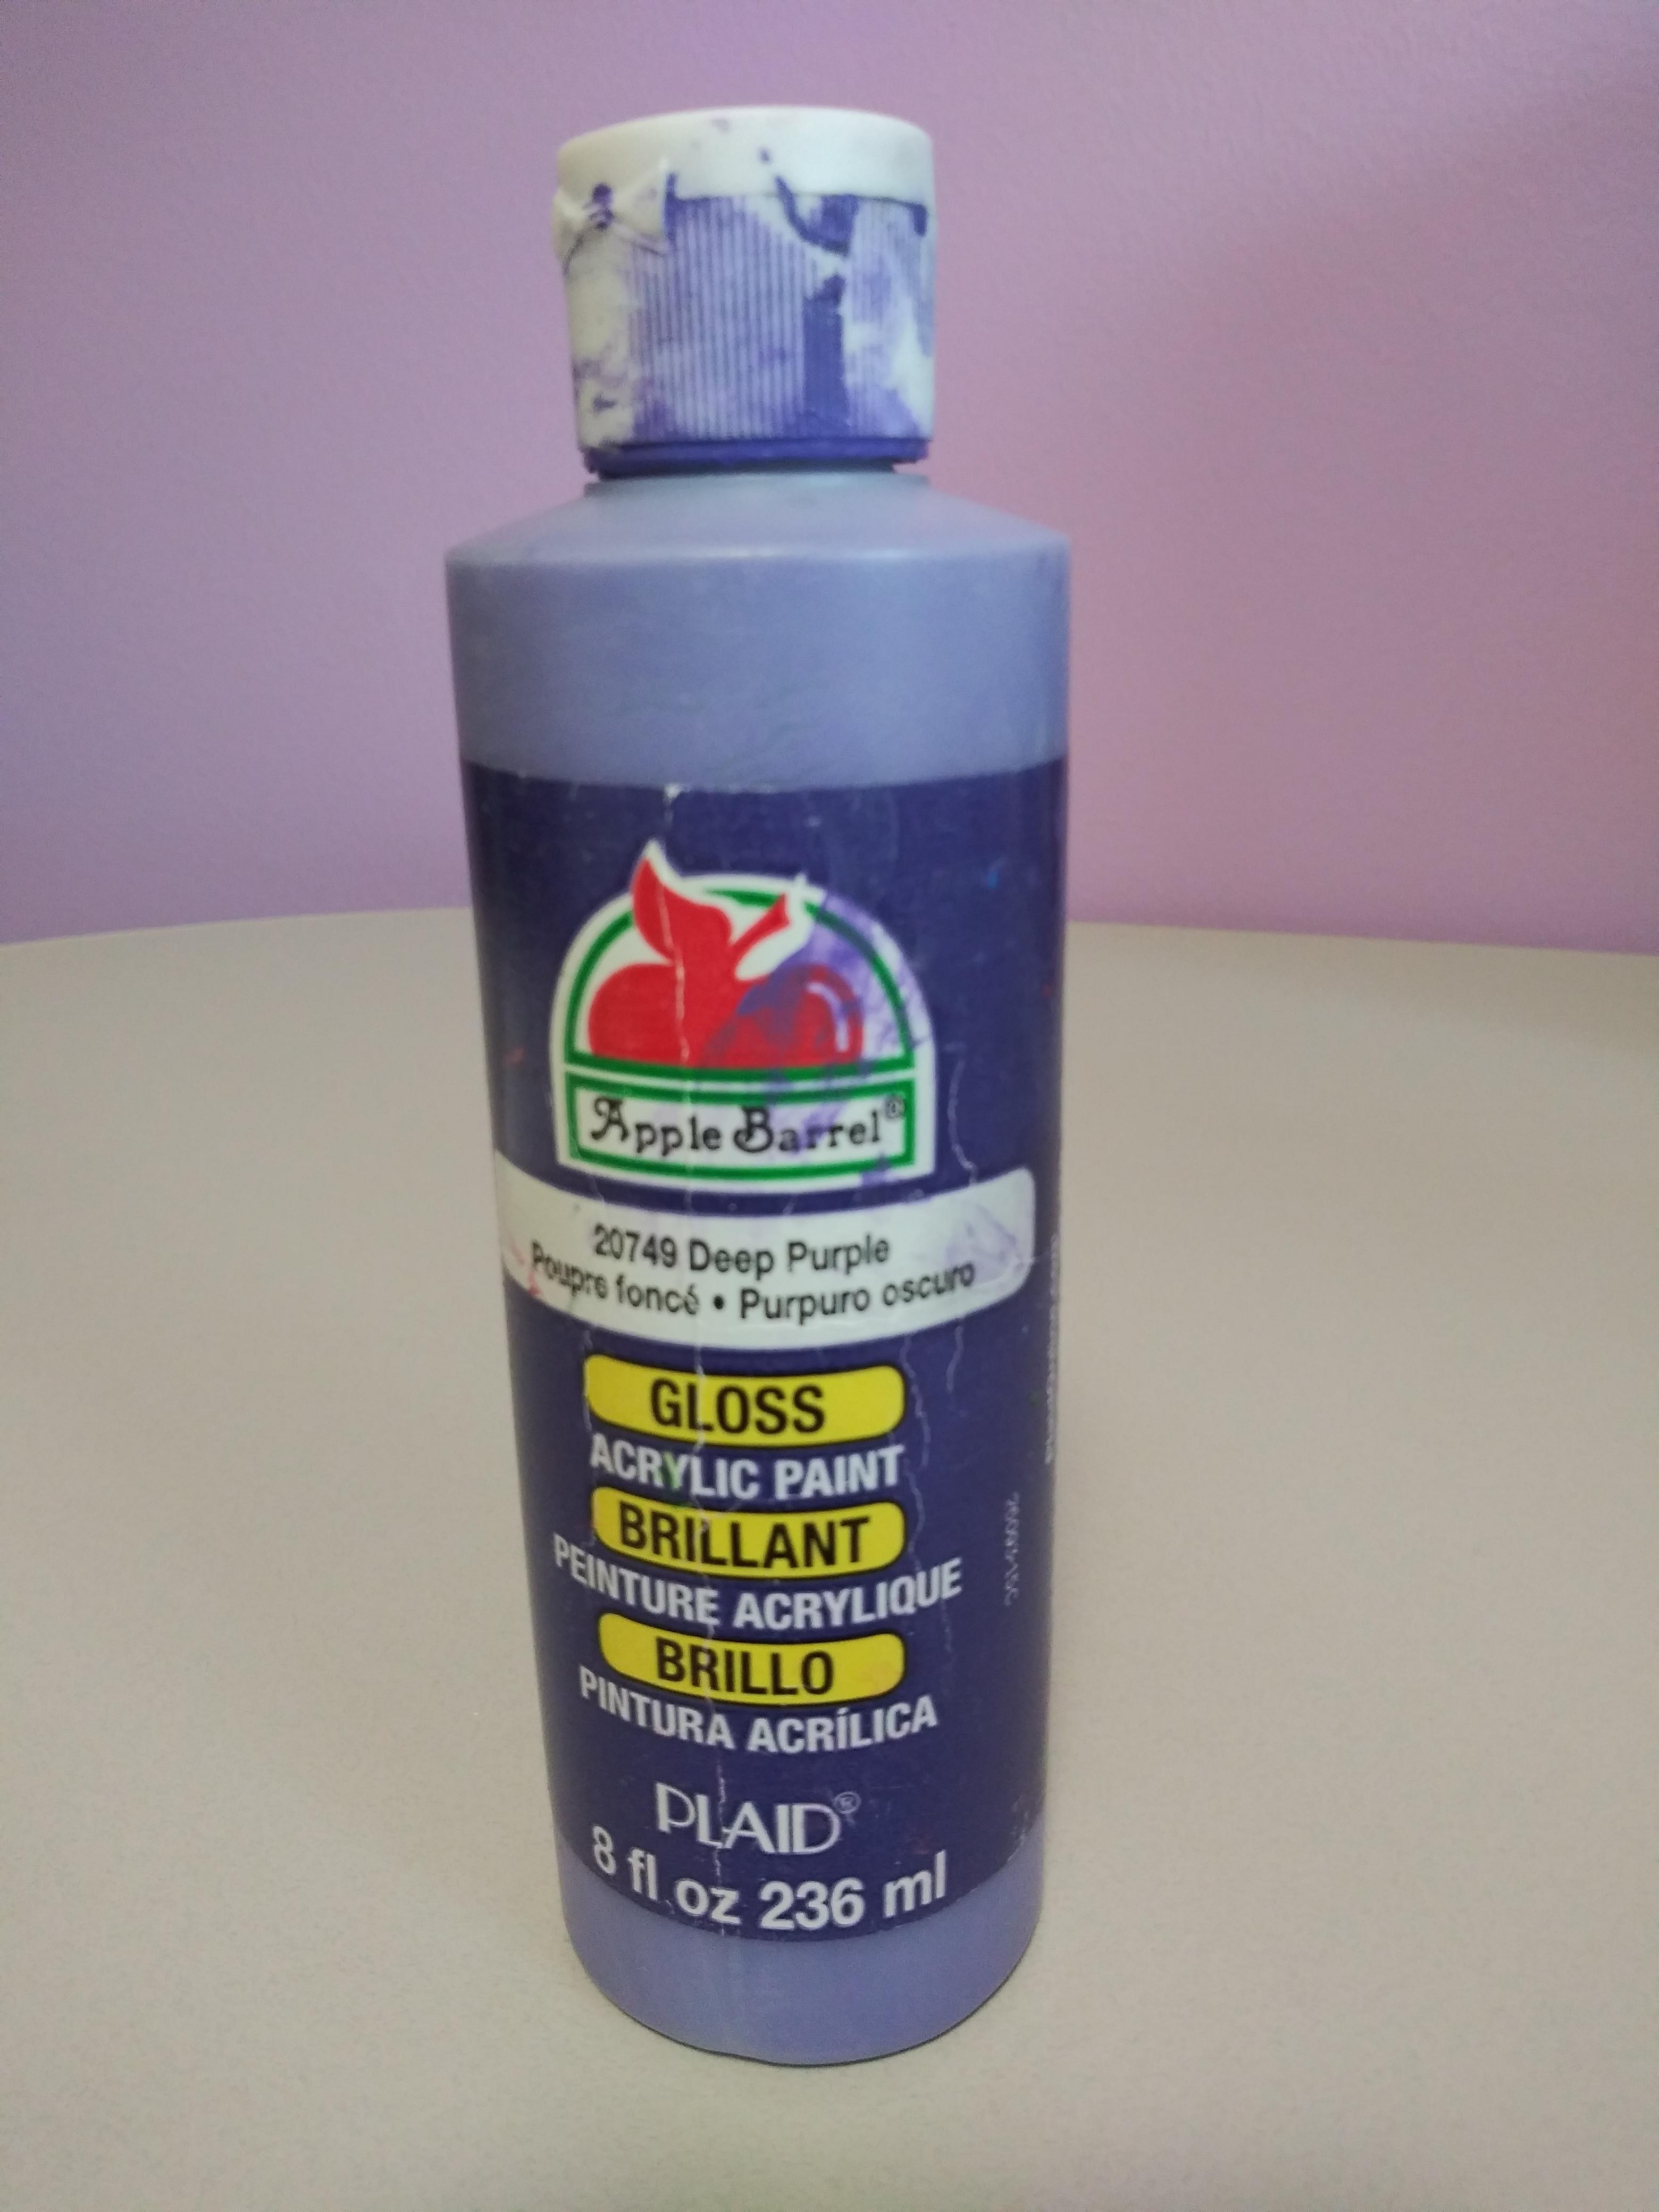 Apple Barrel®
20749 Deep Purple
Poupre foncé • Purpuro oscuro
GLOSS
ACRYLIC PAINT
BRILLANT
PEINTURE ACRYLIQUE
BRILLO
PINTURA ACRÍLICA
PLAID®
8 fl oz 236 ml